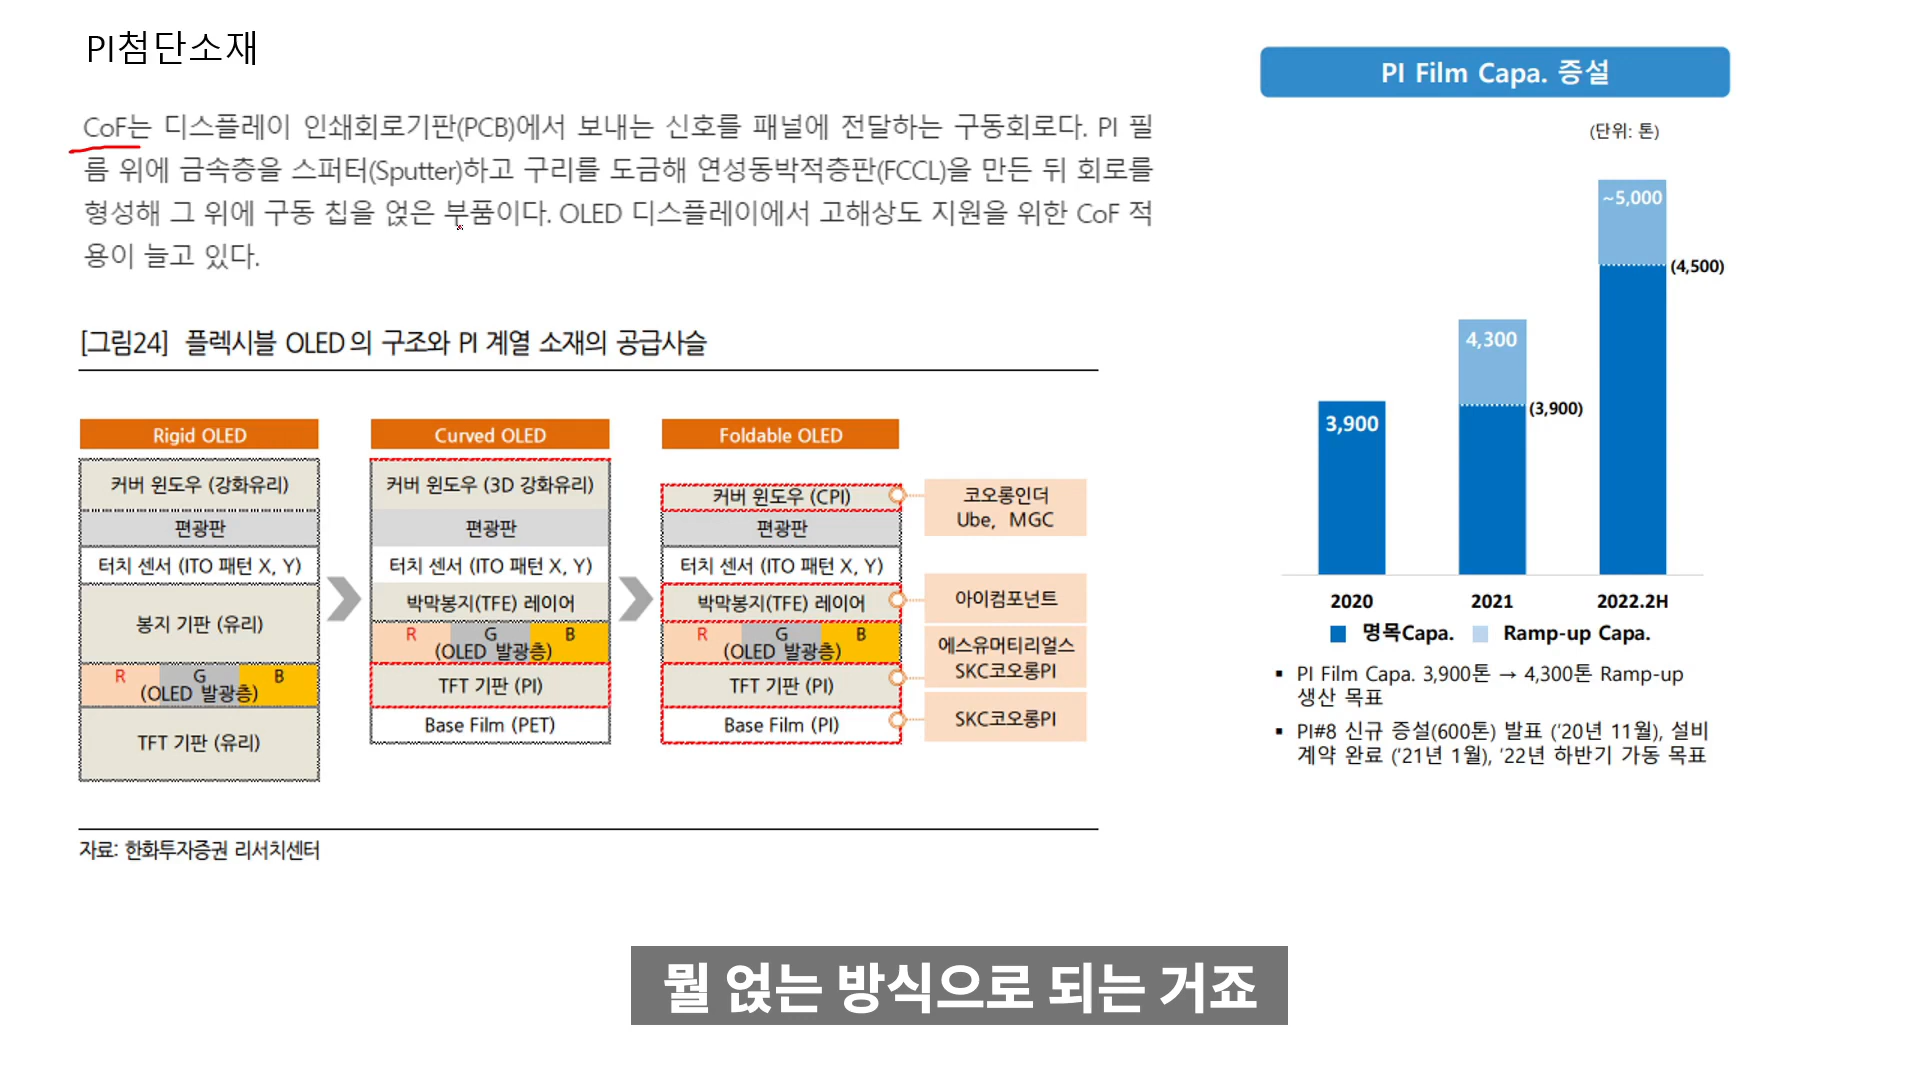 PI첨단소재
CoF는 디스플레이 인쇄회로기판(PCB)에서 보내는 신호를 패널에 전달하는 구동회로다. PI 필
름 위에 금속층을 스퍼터(Sputter)하고 구리를 도금해 연성동박적층판(FCCL)을 만든 뒤 회로를
형성해 그 위에 구동 칩을 얹은 부품이다. OLED 디스플레이에서 고해상도 지원을 위한 CoF 적
용이 늘고 있다.
[그림24] 플렉시블 OLED의 구조와 PI 계열 소재의 공급사슬
Rigid OLED
커버 윈도우 (강화유리)
편광판
터치 센서 (ITO 패턴 X, Y)
봉지 기판 (유리)
R G B
(OLED 발광층)
TFT 기판 (유리)
Curved OLED
커버 윈도우 (3D 강화유리)
편광판
터치 센서 (ITO 패턴 X, Y)
박막봉지(TFE) 레이어
R G B
(OLED 발광층)
TFT 기판 (PI)
Base Film (PET)
Foldable OLED
커버 윈도우 (CPI)
편광판
터치 센서 (ITO 패턴 X, Y)
박막봉지(TFE) 레이어
R G B
(OLED 발광층)
TFT 기판 (PI)
Base Film (PI)
코오롱인더
Ube, MGC
아이컴포넌트
에스유머티리얼스
SKC코오롱PI
SKC코오롱PI
자료: 한화투자증권 리서치센터
PI Film Capa. 증설
(단위: 톤)
~5,000
(4,500)
4,300
(3,900)
3,900
2020 2021 2022.2H
명목Capa. Ramp-up Capa.
▪ PI Film Capa. 3,900톤 → 4,300톤 Ramp-up
생산 목표
▪ PI#8 신규 증설(600톤) 발표 ('20년 11월), 설비
계약 완료 ('21년 1월), '22년 하반기 가동 목표
뭘 얹는 방식으로 되는 거죠